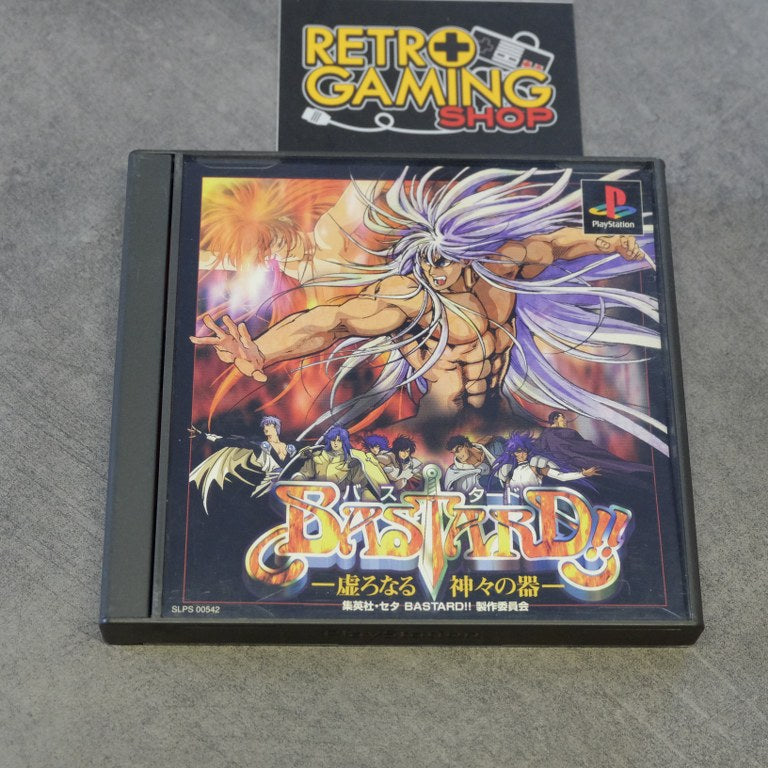 RETRO
GAMING
SHOP
PlayStation
バスタード
BASTARD!!
―虚ろなる 神々の器―
集英社・セタ BASTARD!! 製作委員会
SLPS 00542
PlayStation